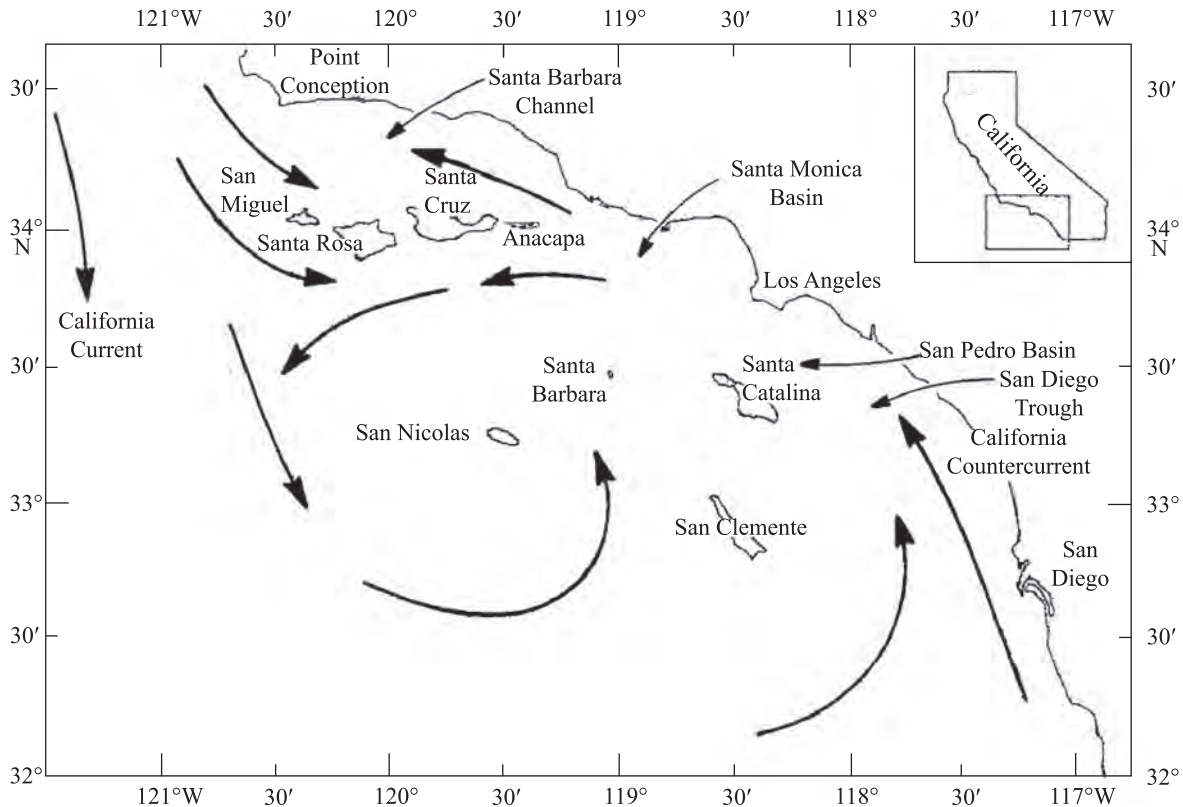 121°W 30′ 120° 30′ 119° 30′ 118° 30′ 117°W
30′
Point
Conception
Santa Barbara
Channel
California
30′
San
Miguel
Santa
Cruz
Santa Monica
Basin
34°
N
Santa Rosa
Anacapa
34°
N
Los Angeles
California
Current
30′
Santa
Barbara
Santa
Catalina
San Pedro Basin
San Diego
Trough
30′
San Nicolas
California
Countercurrent
33°
San Clemente
33°
San
Diego
30′
30′
32°
32°
121°W 30′ 120° 30′ 119° 30′ 118° 30′ 117°W